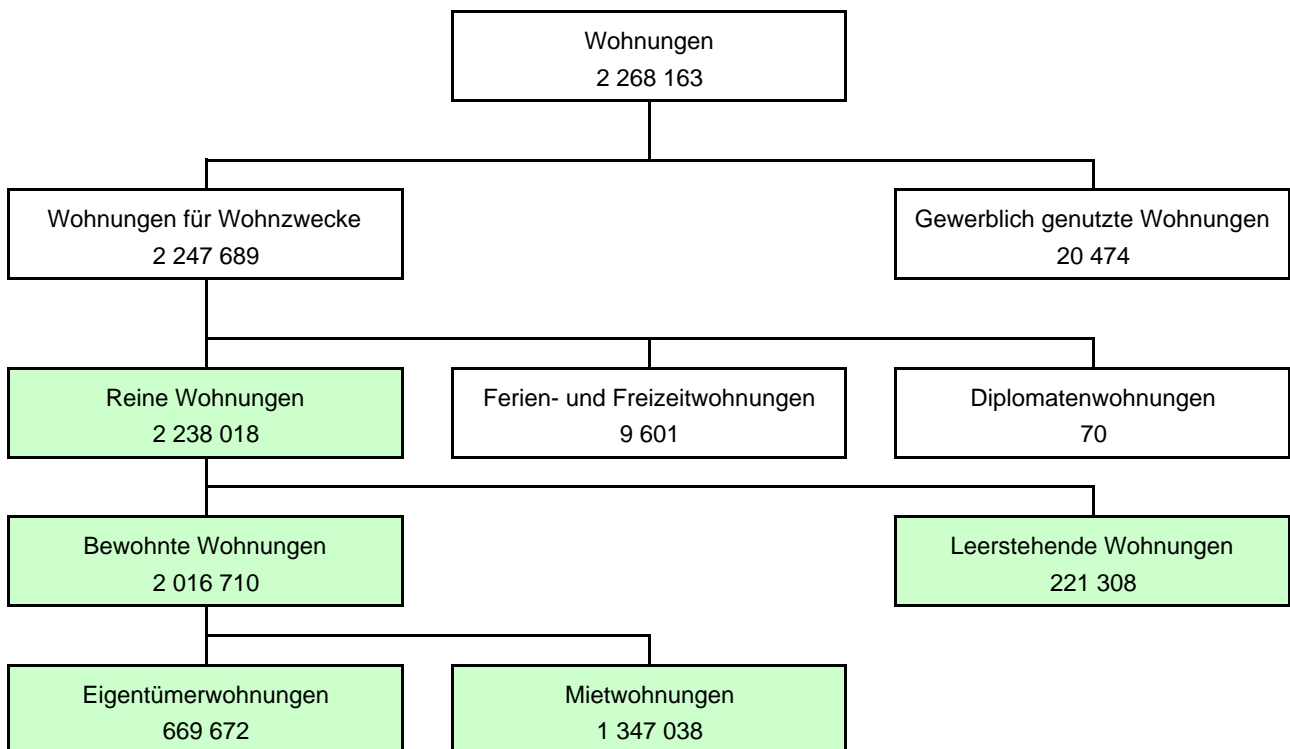 Wohnungen
2 268 163
Wohnungen für Wohnzwecke
2 247 689
Gewerblich genutzte Wohnungen
20 474
Reine Wohnungen
2 238 018
Ferien- und Freizeitwohnungen
9 601
Diplomatenwohnungen
70
Bewohnte Wohnungen
2 016 710
Leerstehende Wohnungen
221 308
Eigentümerwohnungen
669 672
Mietwohnungen
1 347 038